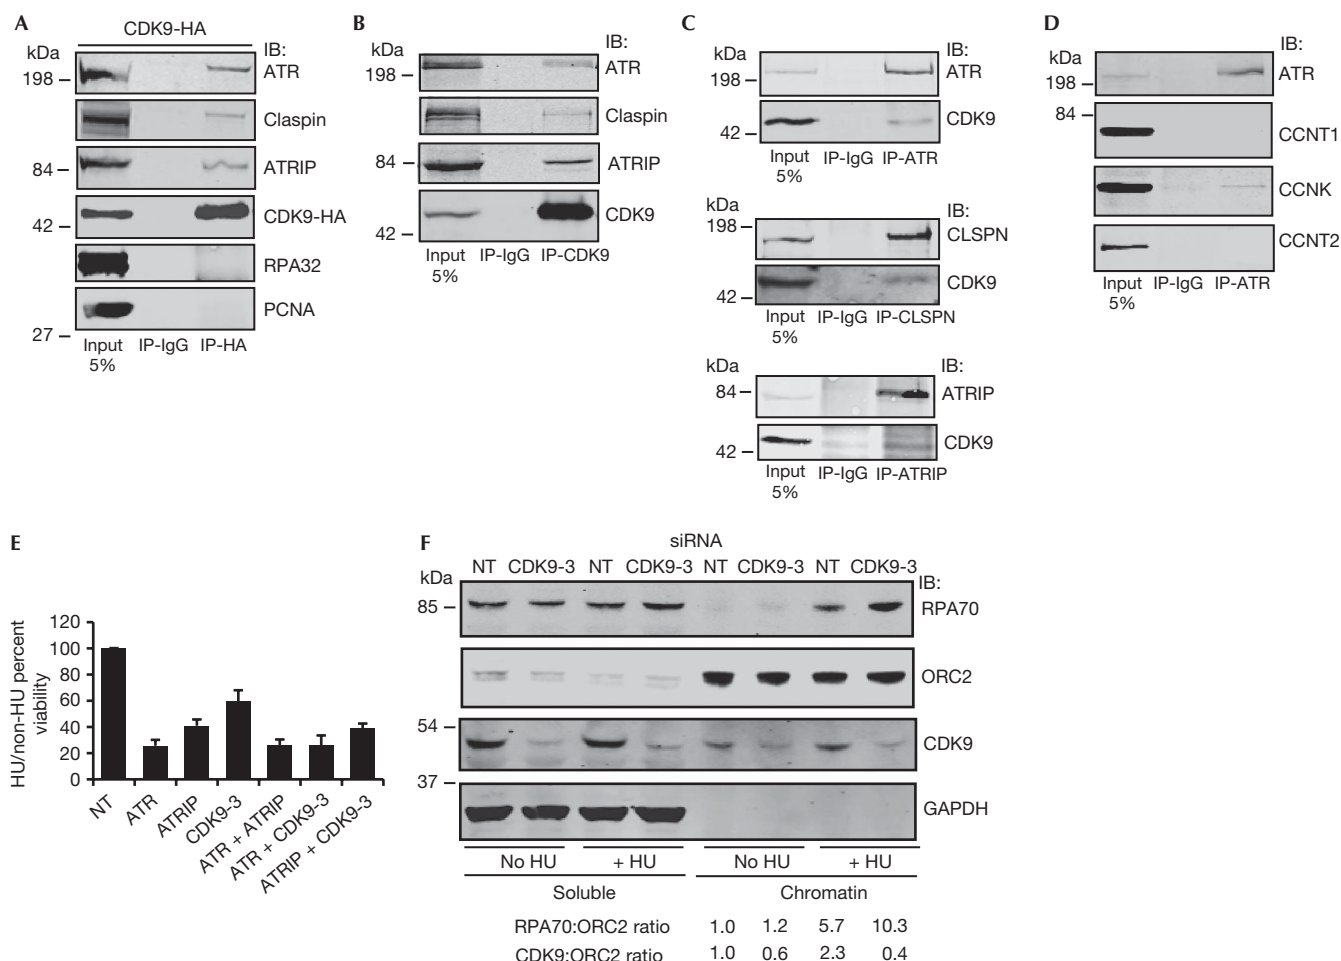 A
CDK9-HA
kDa
IB:
198
ATR
Claspin
84
ATRIP
42
CDK9-HA
RPA32
PCNA
27
Input 5%
IP-IgG
IP-HA
B
kDa
IB:
198
ATR
Claspin
84
ATRIP
42
CDK9
Input 5%
IP-IgG
IP-CDK9
C
kDa
IB:
198
ATR
42
CDK9
Input 5%
IP-IgG
IP-ATR
kDa
IB:
198
CLSPN
42
CDK9
Input 5%
IP-IgG
IP-CLSPN
kDa
IB:
84
ATRIP
42
CDK9
Input 5%
IP-IgG
IP-ATRIP
D
kDa
IB:
198
ATR
84
CCNT1
CCNK
CCNT2
Input 5%
IP-IgG
IP-ATR
E
HU/non-HU percent viability
120
100
80
60
40
20
0
NT
ATR
ATRIP
CDK9-3
ATR + ATRIP
ATR + CDK9-3
ATRIP + CDK9-3
F
siRNA
NT CDK9-3 NT CDK9-3 NT CDK9-3 NT CDK9-3
kDa
IB:
85
RPA70
ORC2
54
CDK9
37
GAPDH
No HU + HU No HU + HU
Soluble Chromatin
RPA70:ORC2 ratio 1.0 1.2 5.7 10.3
CDK9:ORC2 ratio 1.0 0.6 2.3 0.4